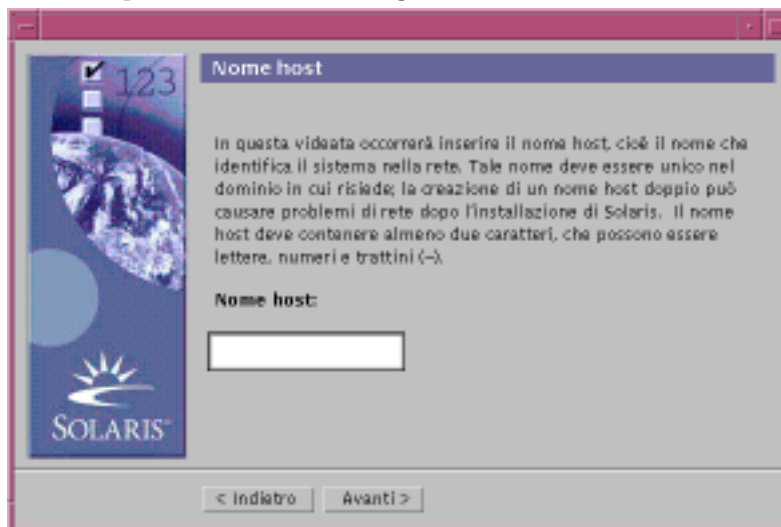 123
Nome host
In questa videata occorrerà inserire il nome host, cioè il nome che
identifica il sistema nella rete. Tale nome deve essere unico nel
dominio in cui risiede; la creazione di un nome host doppio può
causare problemi di rete dopo l'installazione di Solaris. Il nome
host deve contenere almeno due caratteri, che possono essere
lettere, numeri e trattini (-).
Nome host:
SOLARIS
< Indietro
Avanti >